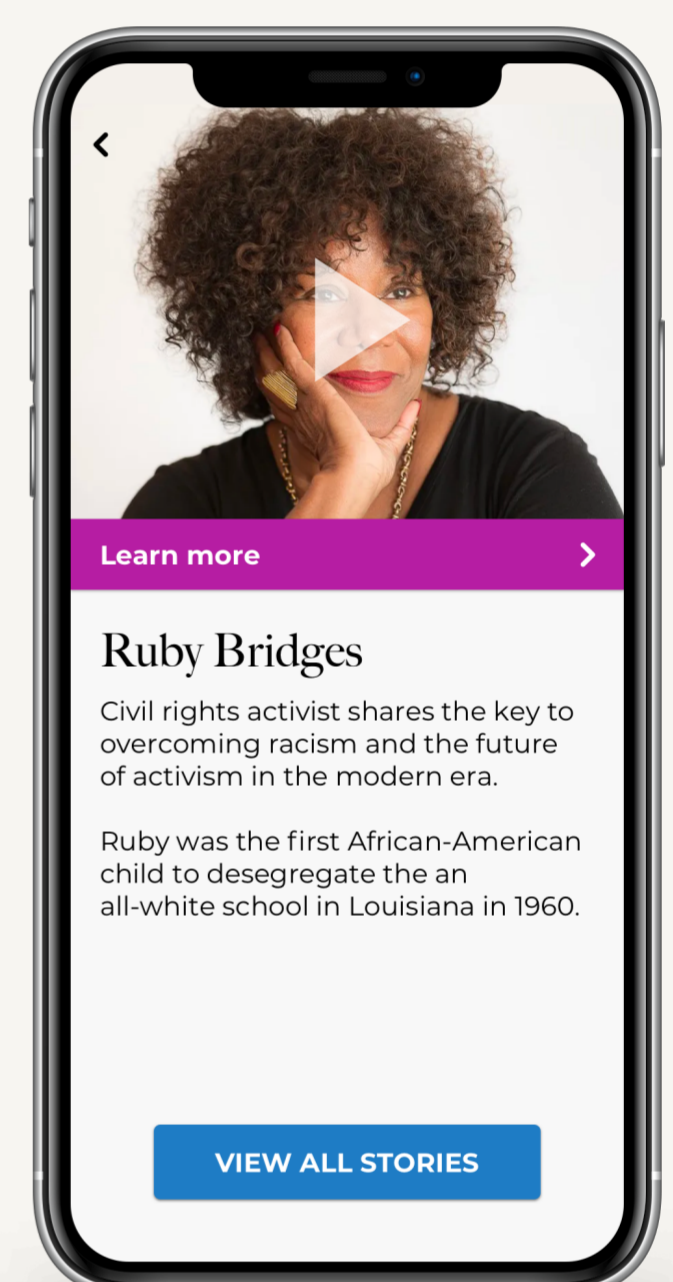 Learn more
Ruby Bridges
Civil rights activist shares the key to
overcoming racism and the future
of activism in the modern era.
Ruby was the first African-American
child to desegregate the an
all-white school in Louisiana in 1960.
VIEW ALL STORIES